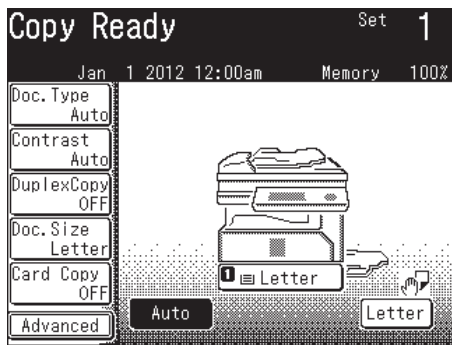 Copy Ready Set 1
Jan 1 2012 12:00am Memory 100%
Doc.Type
Auto
Contrast
Auto
DuplexCopy
OFF
Doc.Size
Letter
Card Copy
OFF
1 Letter
Auto Letter
Advanced